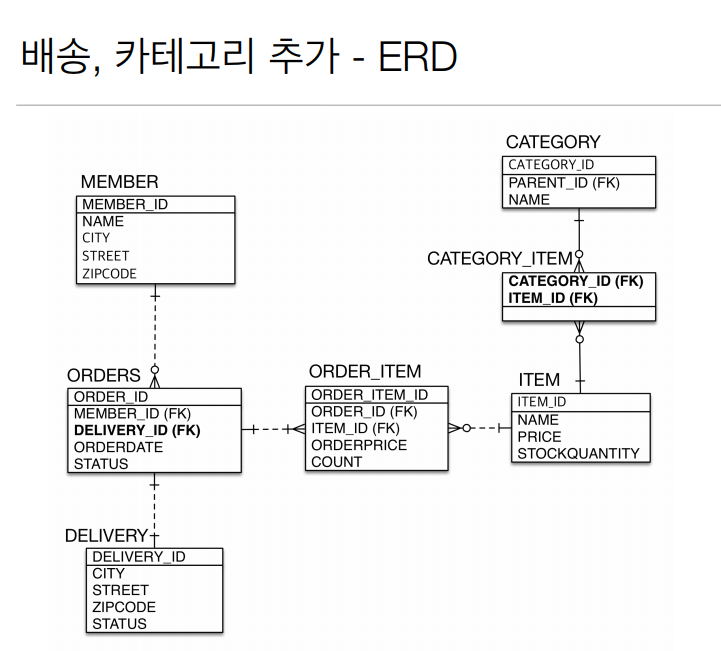 배송, 카테고리 추가 - ERD
CATEGORY
CATEGORY_ID
PARENT_ID (FK)
NAME
MEMBER
MEMBER_ID
NAME
CITY
STREET
ZIPCODE
CATEGORY_ITEM
CATEGORY_ID (FK)
ITEM_ID (FK)
ORDERS
ORDER_ID
MEMBER_ID (FK)
DELIVERY_ID (FK)
ORDERDATE
STATUS
ORDER_ITEM
ORDER_ITEM_ID
ORDER_ID (FK)
ITEM_ID (FK)
ORDERPRICE
COUNT
ITEM
ITEM_ID
NAME
PRICE
STOCKQUANTITY
DELIVERY
DELIVERY_ID
CITY
STREET
ZIPCODE
STATUS